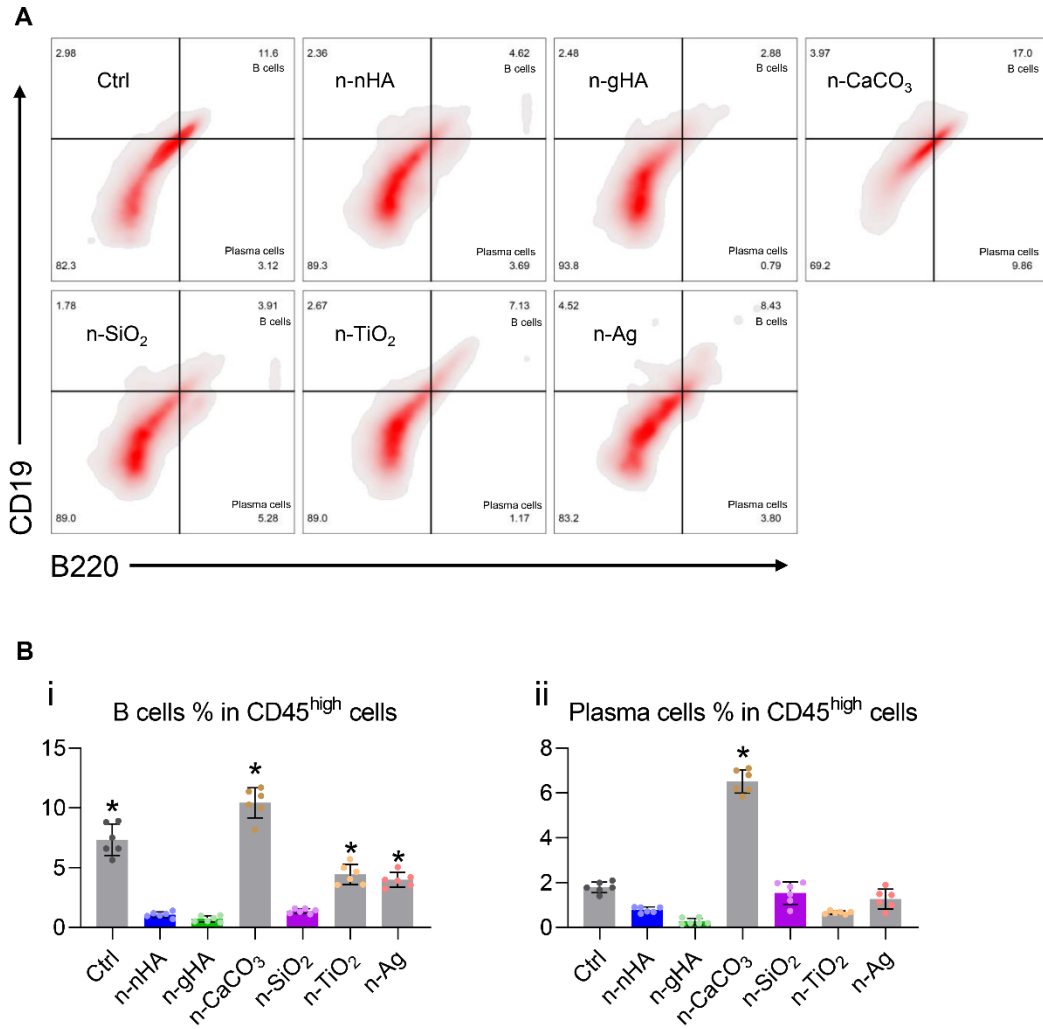 A
2.98 11.6 2.36 4.62 2.48 2.88 3.97 17.0
B cells B cells B cells B cells
Ctrl n-nHA n-gHA n-CaCO₃
Plasma cells Plasma cells Plasma cells Plasma cells
82.3 3.12 89.3 3.69 93.8 0.79 69.2 9.86
1.78 3.91 2.67 7.13 4.52 8.43
B cells B cells B cells
n-SiO₂ n-TiO₂ n-Ag
Plasma cells Plasma cells Plasma cells
89.0 5.28 89.0 1.17 83.2 3.80
CD19
B220
B
i
B cells % in CD45ʰⁱᵍʰ cells
15
10
5
0
* * * *
Ctrl n-nHA n-gHA n-CaCO₃ n-SiO₂ n-TiO₂ n-Ag
ii
Plasma cells % in CD45ʰⁱᵍʰ cells
8
6
4
2
0
*
Ctrl n-nHA n-gHA n-CaCO₃ n-SiO₂ n-TiO₂ n-Ag